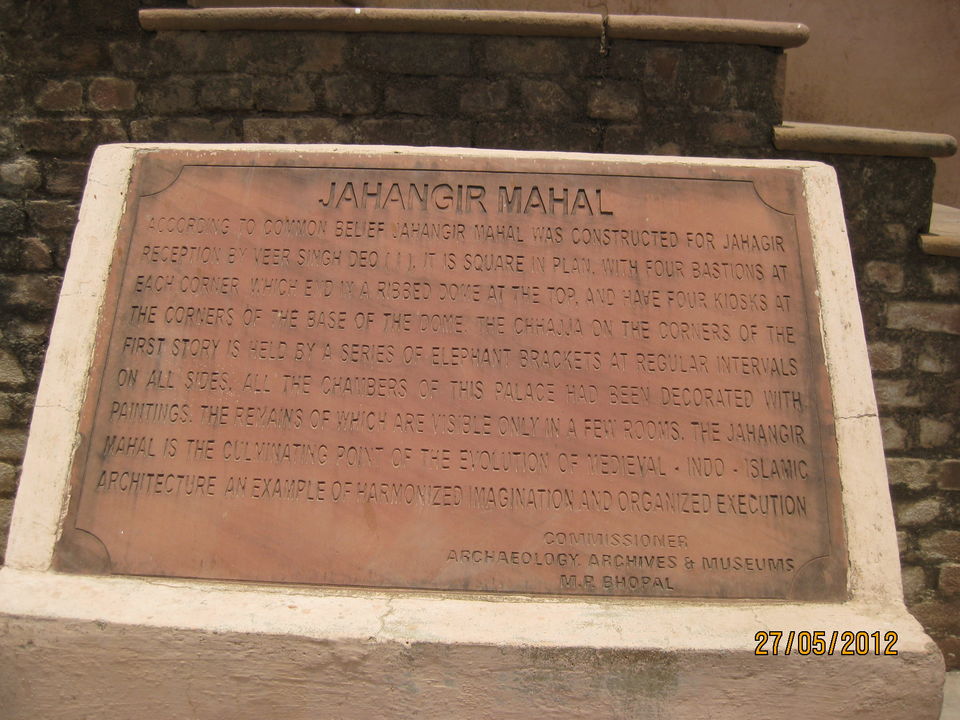 JAHANGIR MAHAL
ACCORDING TO COMMON BELIEF JAHANGIR MAHAL WAS CONSTRUCTED FOR JAHAGIR
RECEPTION BY VEER SINGH DEO ( I ). IT IS SQUARE IN PLAN. WITH FOUR BASTIONS AT
EACH CORNER. WHICH END IN A RIBBED DOME AT THE TOP, AND HAVE FOUR KIOSKS AT
THE CORNERS OF THE BASE OF THE DOME. THE CHHAJJA ON THE CORNERS OF THE
FIRST STORY IS HELD BY A SERIES OF ELEPHANT BRACKETS AT REGULAR INTERVALS
ON ALL SIDES. ALL THE CHAMBERS OF THIS PALACE HAD BEEN DECORATED WITH
PAINTINGS. THE REMAINS OF WHICH ARE VISIBLE ONLY IN A FEW ROOMS. THE JAHANGIR
MAHAL IS THE CULVINATING POINT OF THE EVOLUTION OF MEDIEVAL - INDO - ISLAMIC
ARCHITECTURE AN EXAMPLE OF HARMONIZED IMAGINATION AND ORGANIZED EXECUTION
COMMISSIONER
ARCHAEOLOGY. ARCHIVES & MUSEUMS
M.P. BHOPAL
27/05/2012